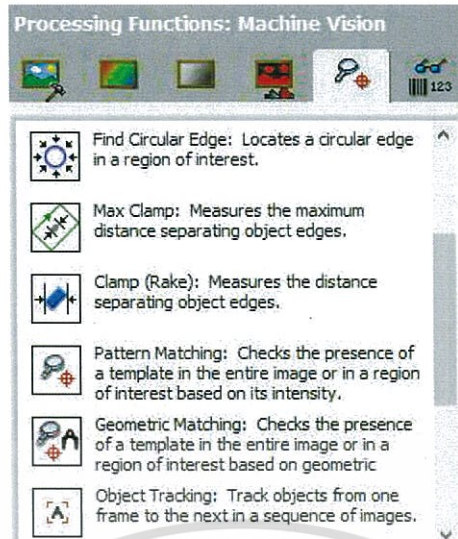 Processing Functions: Machine Vision
123
Find Circular Edge: Locates a circular edge
in a region of interest.
Max Clamp: Measures the maximum
distance separating object edges.
Clamp (Rake): Measures the distance
separating object edges.
Pattern Matching: Checks the presence of
a template in the entire image or in a region
of interest based on its intensity.
Geometric Matching: Checks the presence
of a template in the entire image or in a
region of interest based on geometric
Object Tracking: Track objects from one
frame to the next in a sequence of images.